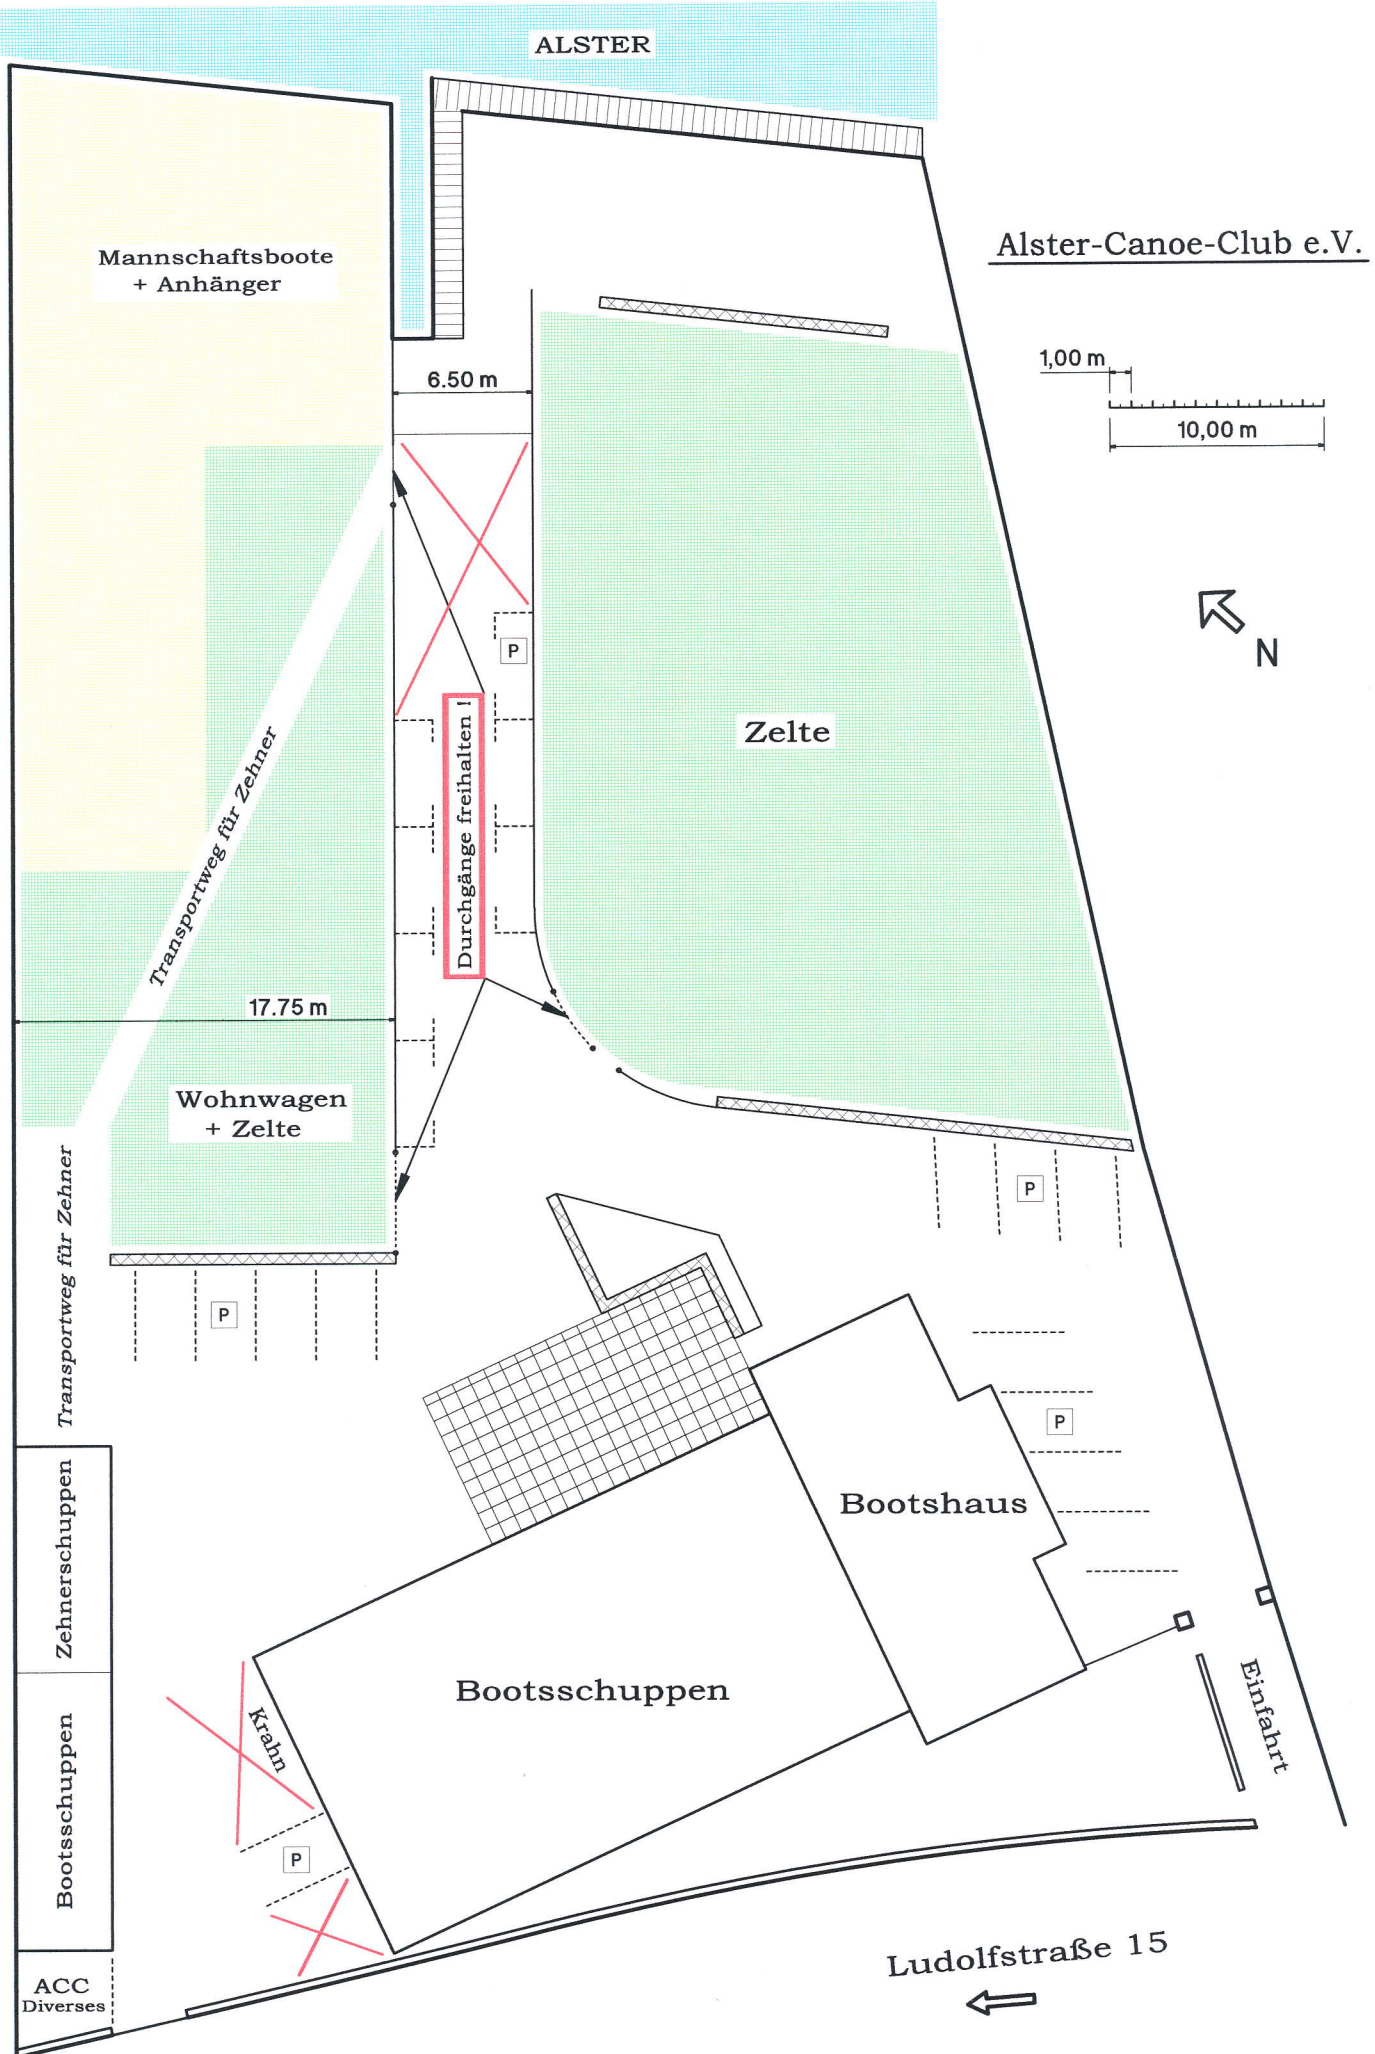 ALSTER
Alster-Canoe-Club e.V.
Mannschaftsboote
+ Anhänger
1,00 m
10,00 m
6.50 m
N
P
Zelte
Durchgänge freihalten !
Transportweg für Zehner
17.75 m
Wohnwagen
+ Zelte
P
Transportweg für Zehner
P
P
Zehnerschuppen
Bootshaus
Bootsschuppen
Krahn
Einfahrt
Bootsschuppen
P
Ludolfstraße 15
ACC
Diverses